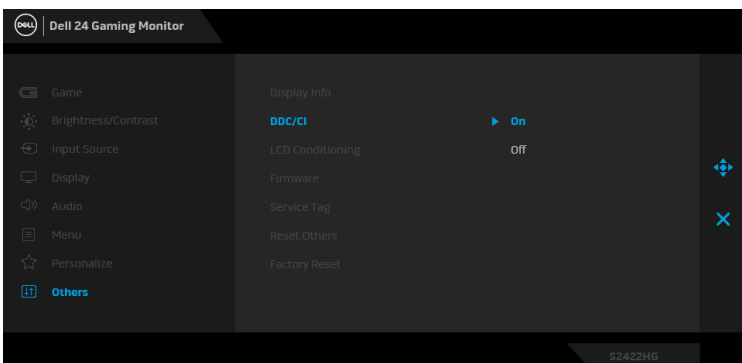 DELL
Dell 24 Gaming Monitor
Game
Brightness/Contrast
Input Source
Display
Audio
Menu
Personalize
Others
Display Info
DDC/CI
On
LCD Conditioning
Off
Firmware
Service Tag
Reset Others
Factory Reset
S2422HG